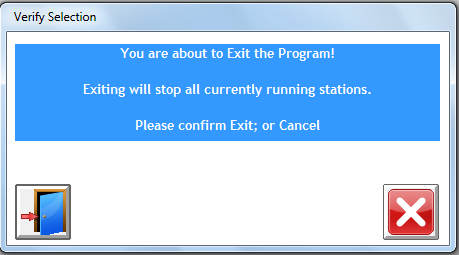 Verify Selection
You are about to Exit the Program!
Exiting will stop all currently running stations.
Please confirm Exit; or Cancel